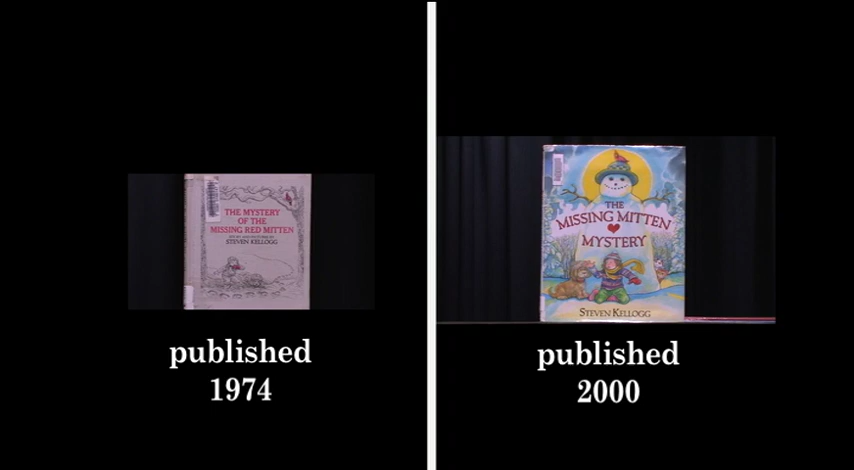 THE MYSTERY
OF THE
MISSING RED MITTEN
STEVEN KELLOGG
published
1974
THE
MISSING MITTEN
MYSTERY
STEVEN KELLOGG
published
2000